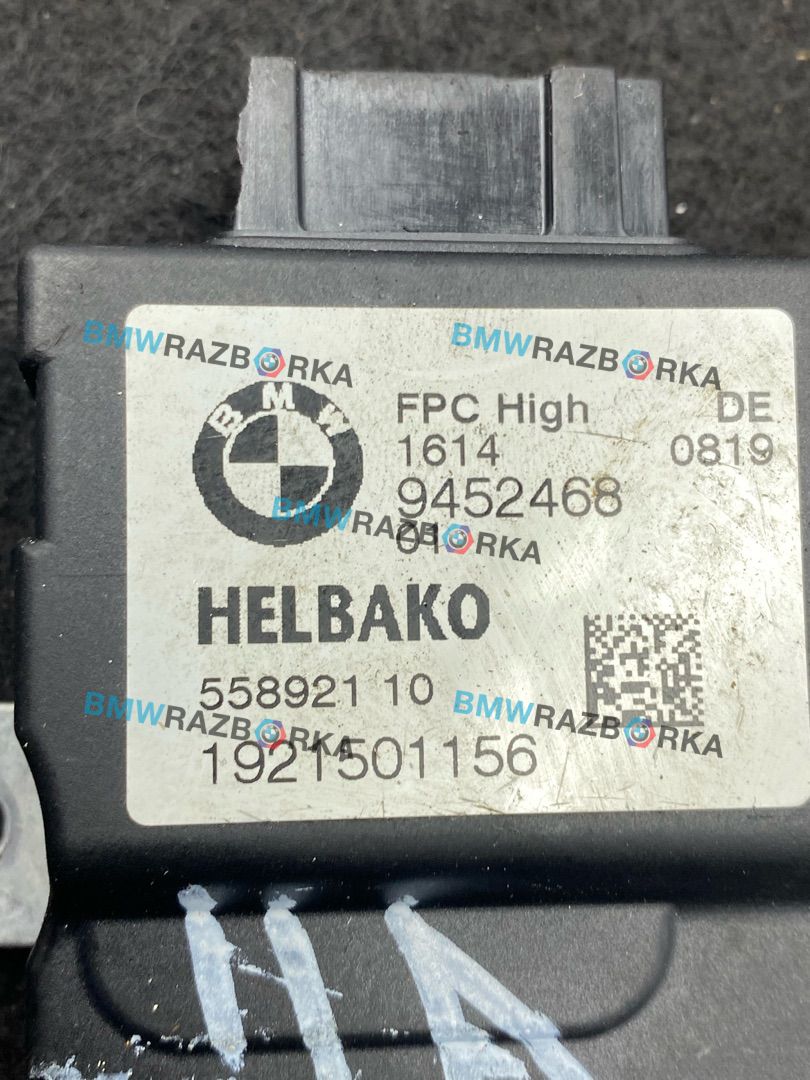 BMWRAZBORKA BMWRAZBORKA
BMW
FPC High DE
1614 0819
9452468
BMWRAZBORKA
01
HELBAKO
558921 10
BMWRAZBORKA BMWRAZBORKA
1921501156